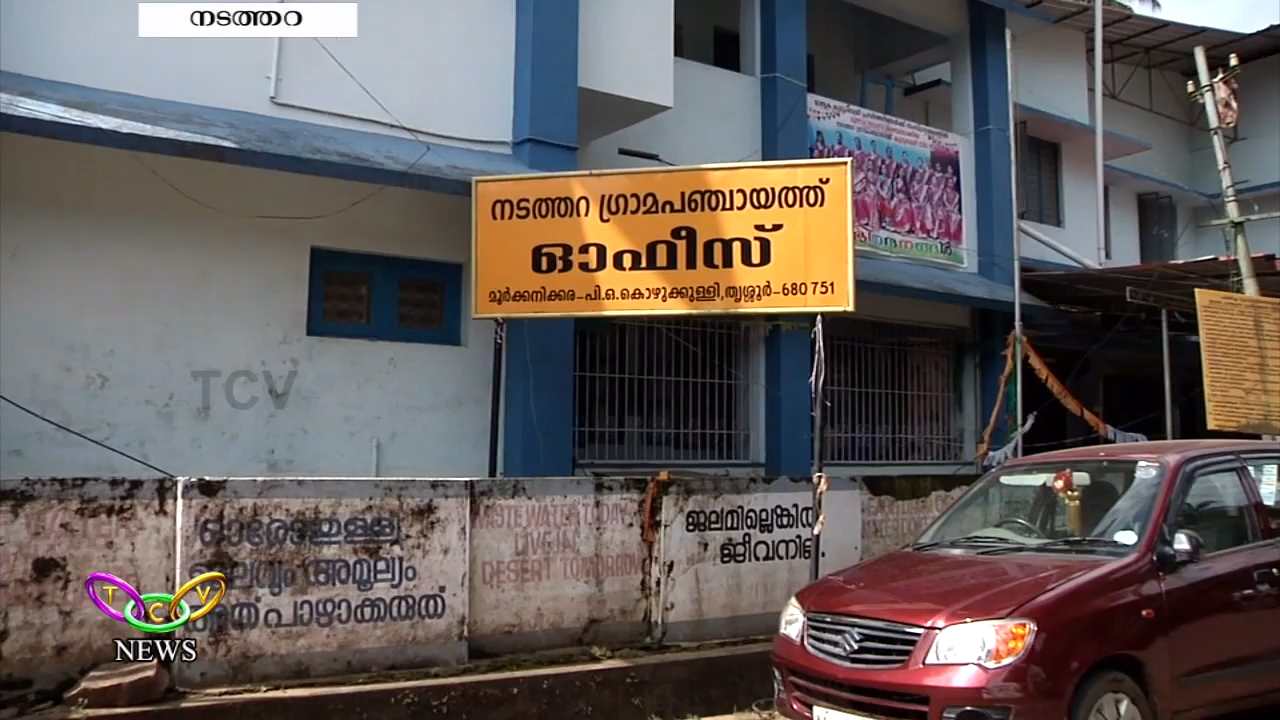 നടത്തറ
നടത്തറ ഗ്രാമപഞ്ചായത്ത്
ഓഫീസ്
മൂർക്കനിക്കര-പി.ഒ.കൊഴുക്കുള്ളി,തൃശ്ശൂർ-680 751
TCV
ഓരോതുള്ളി
ജലവും അമൂല്യം
അത് പാഴാക്കരുത്
WASTE WATER TODAY
LIVE IN
DESERT TOMORROW
ജലമില്ലെങ്കിൽ
ജീവനില്ല.
TCV
NEWS